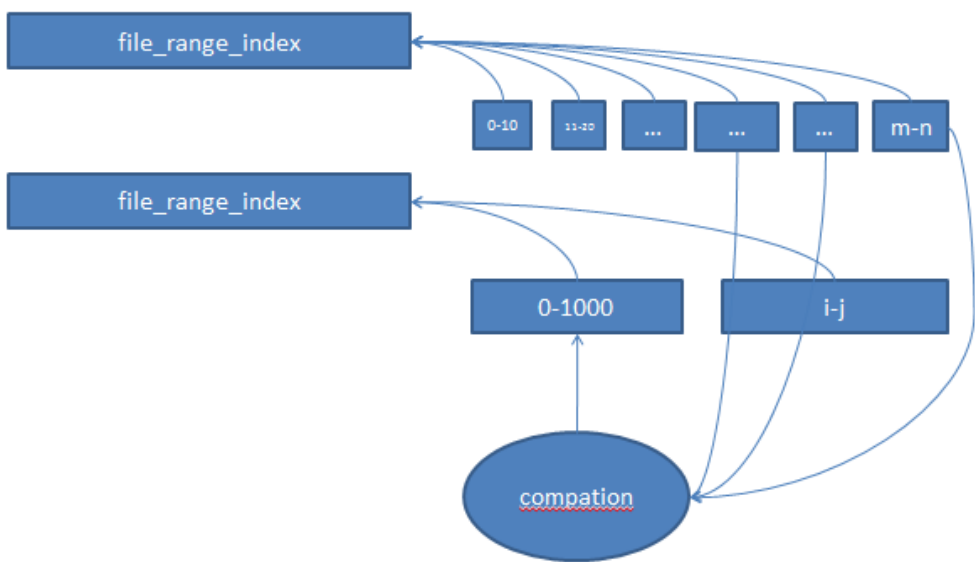 file_range_index
0-10
11-20
...
...
...
m-n
file_range_index
0-1000
i-j
compation